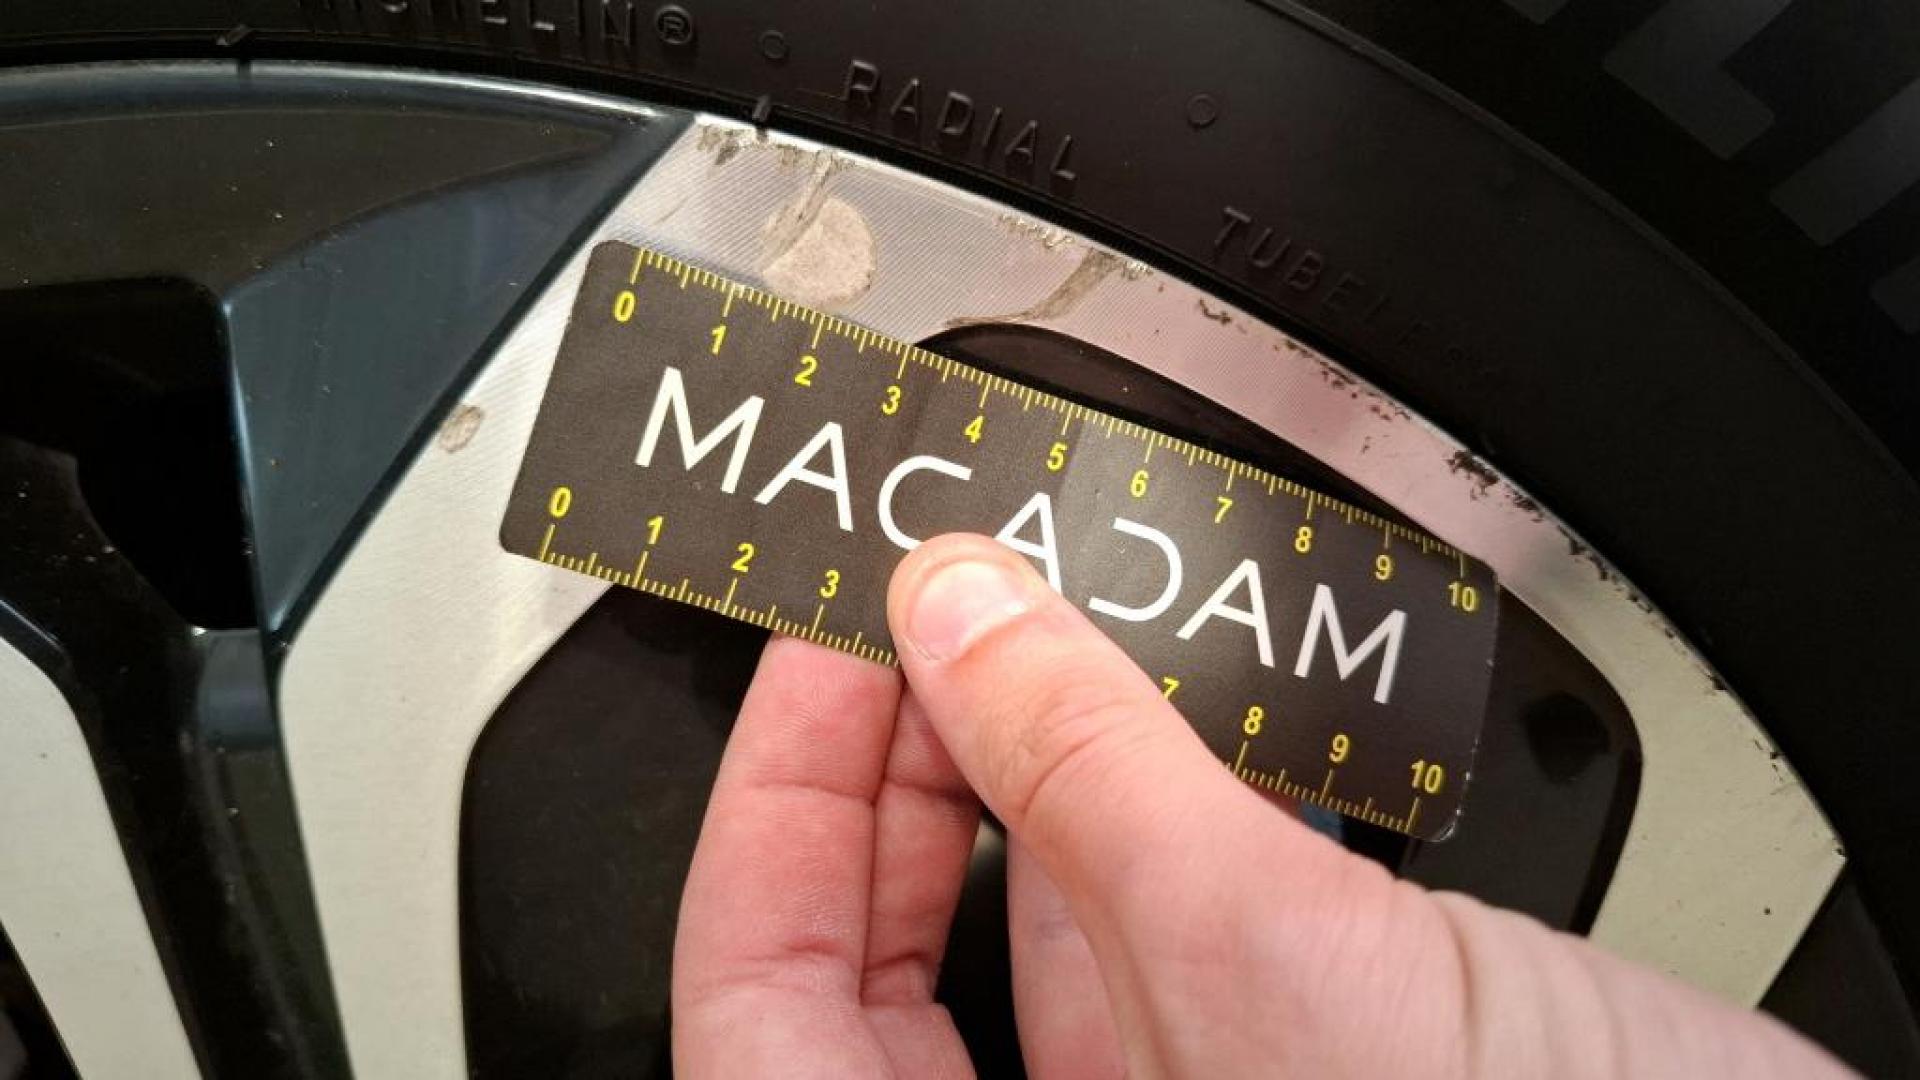 MICHELIN® RADIAL TUBELESS
0 1 2 3 4 5 6 7 8 9 10
MACADAM
0 1 2 3 7 8 9 10